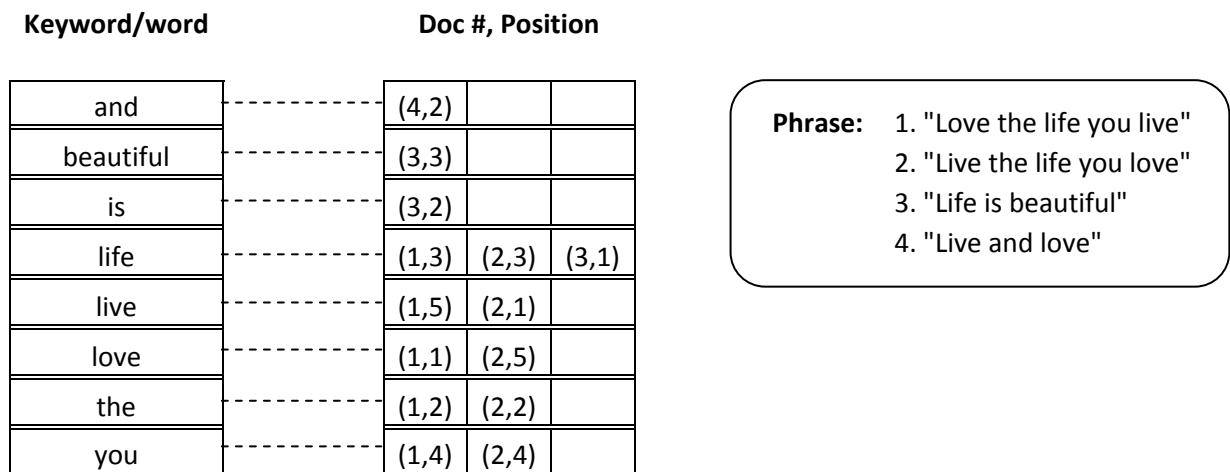 Keyword/word Doc #, Position
and (4,2)
beautiful (3,3)
is (3,2)
life (1,3) (2,3) (3,1)
live (1,5) (2,1)
love (1,1) (2,5)
the (1,2) (2,2)
you (1,4) (2,4)
Phrase: 1. "Love the life you live"
2. "Live the life you love"
3. "Life is beautiful"
4. "Live and love"